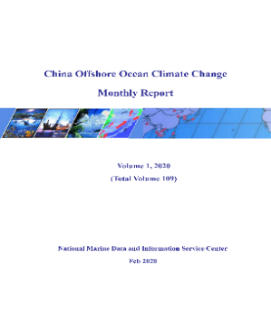 China Offshore Ocean Climate Change
Monthly Report
Volume 1, 2020
(Total Volume 109)
National Marine Data and Information Service Center
Feb 2020